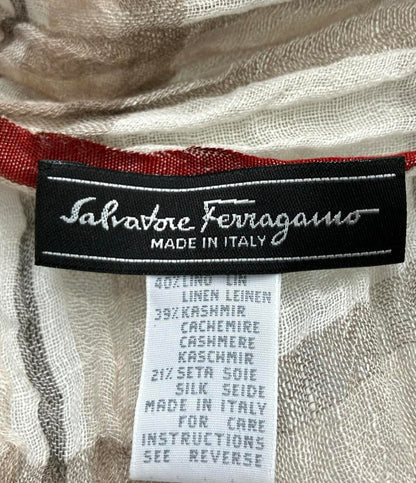 Salvatore Ferragamo
MADE IN ITALY
40% LINO LIN
LINEN LEINEN
39% KASHMIR
CACHEMIRE
CASHMERE
KASCHMIR
21% SETA SOIE
SILK SEIDE
MADE IN ITALY
FOR CARE
INSTRUCTIONS
SEE REVERSE